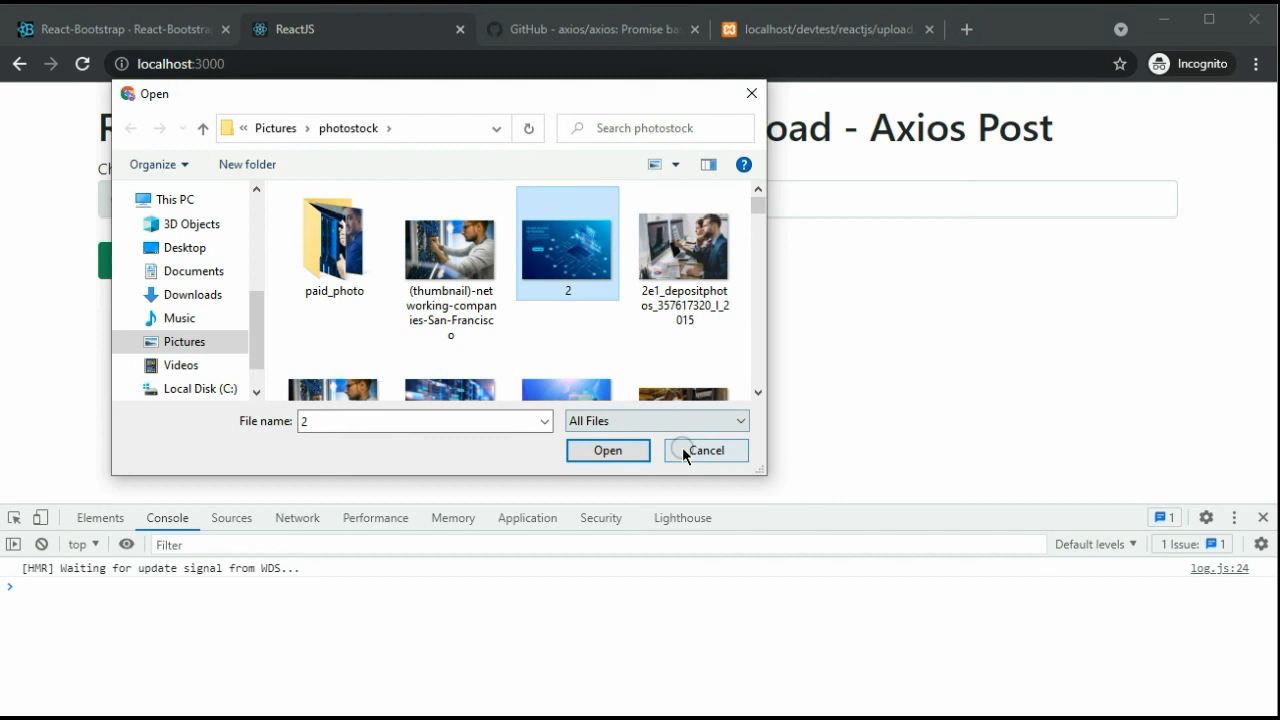 React-Bootstrap · React-Bootstra
ReactJS
GitHub - axios/axios: Promise ba
localhost/devtest/reactjs/upload.
localhost:3000
Incognito
Open
oad - Axios Post
Pictures
photostock
Search photostock
Organize
New folder
This PC
3D Objects
Desktop
Documents
Downloads
Music
Pictures
Videos
Local Disk (C:)
paid_photo
(thumbnail)-net
working-compan
ies-San-Francisc
o
2
2e1_depositphot
os_357617320_l_2
015
File name:
2
All Files
Open
Cancel
Elements
Console
Sources
Network
Performance
Memory
Application
Security
Lighthouse
1
top
Filter
Default levels
1 Issue:
1
[HMR] Waiting for update signal from WDS...
log.js:24